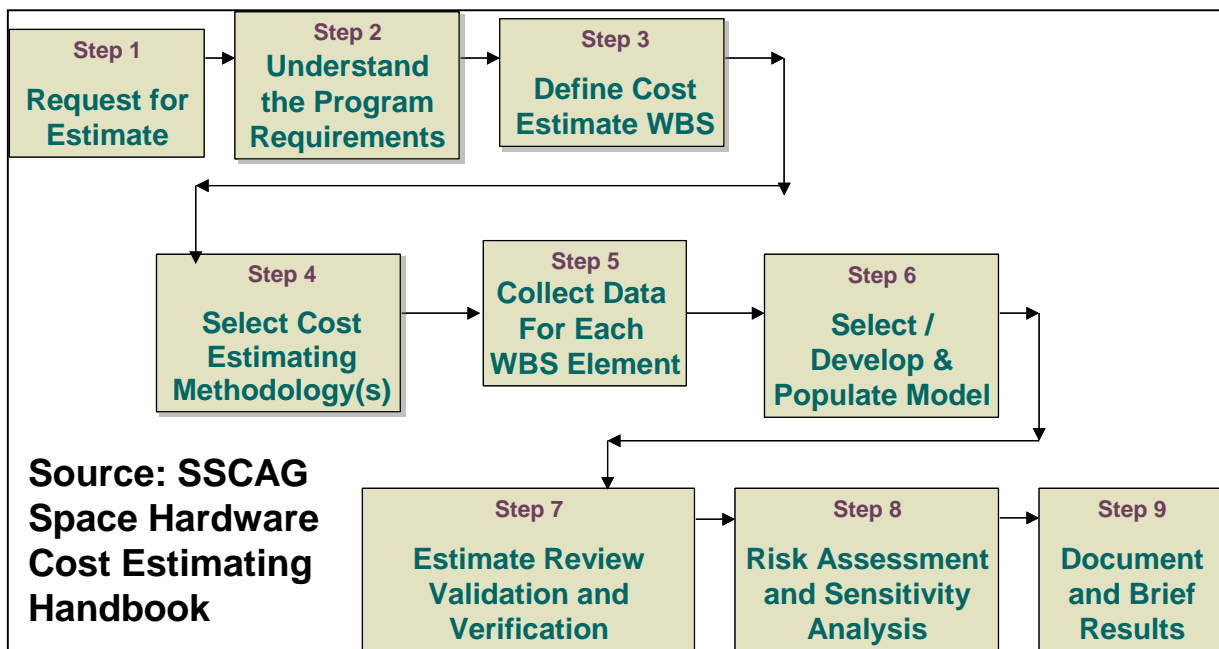 Step 1
Request for
Estimate
Step 2
Understand
the Program
Requirements
Step 3
Define Cost
Estimate WBS
Step 4
Select Cost
Estimating
Methodology(s)
Step 5
Collect Data
For Each
WBS Element
Step 6
Select /
Develop &
Populate Model
Source: SSCAG
Space Hardware
Cost Estimating
Handbook
Step 7
Estimate Review
Validation and
Verification
Step 8
Risk Assessment
and Sensitivity
Analysis
Step 9
Document
and Brief
Results